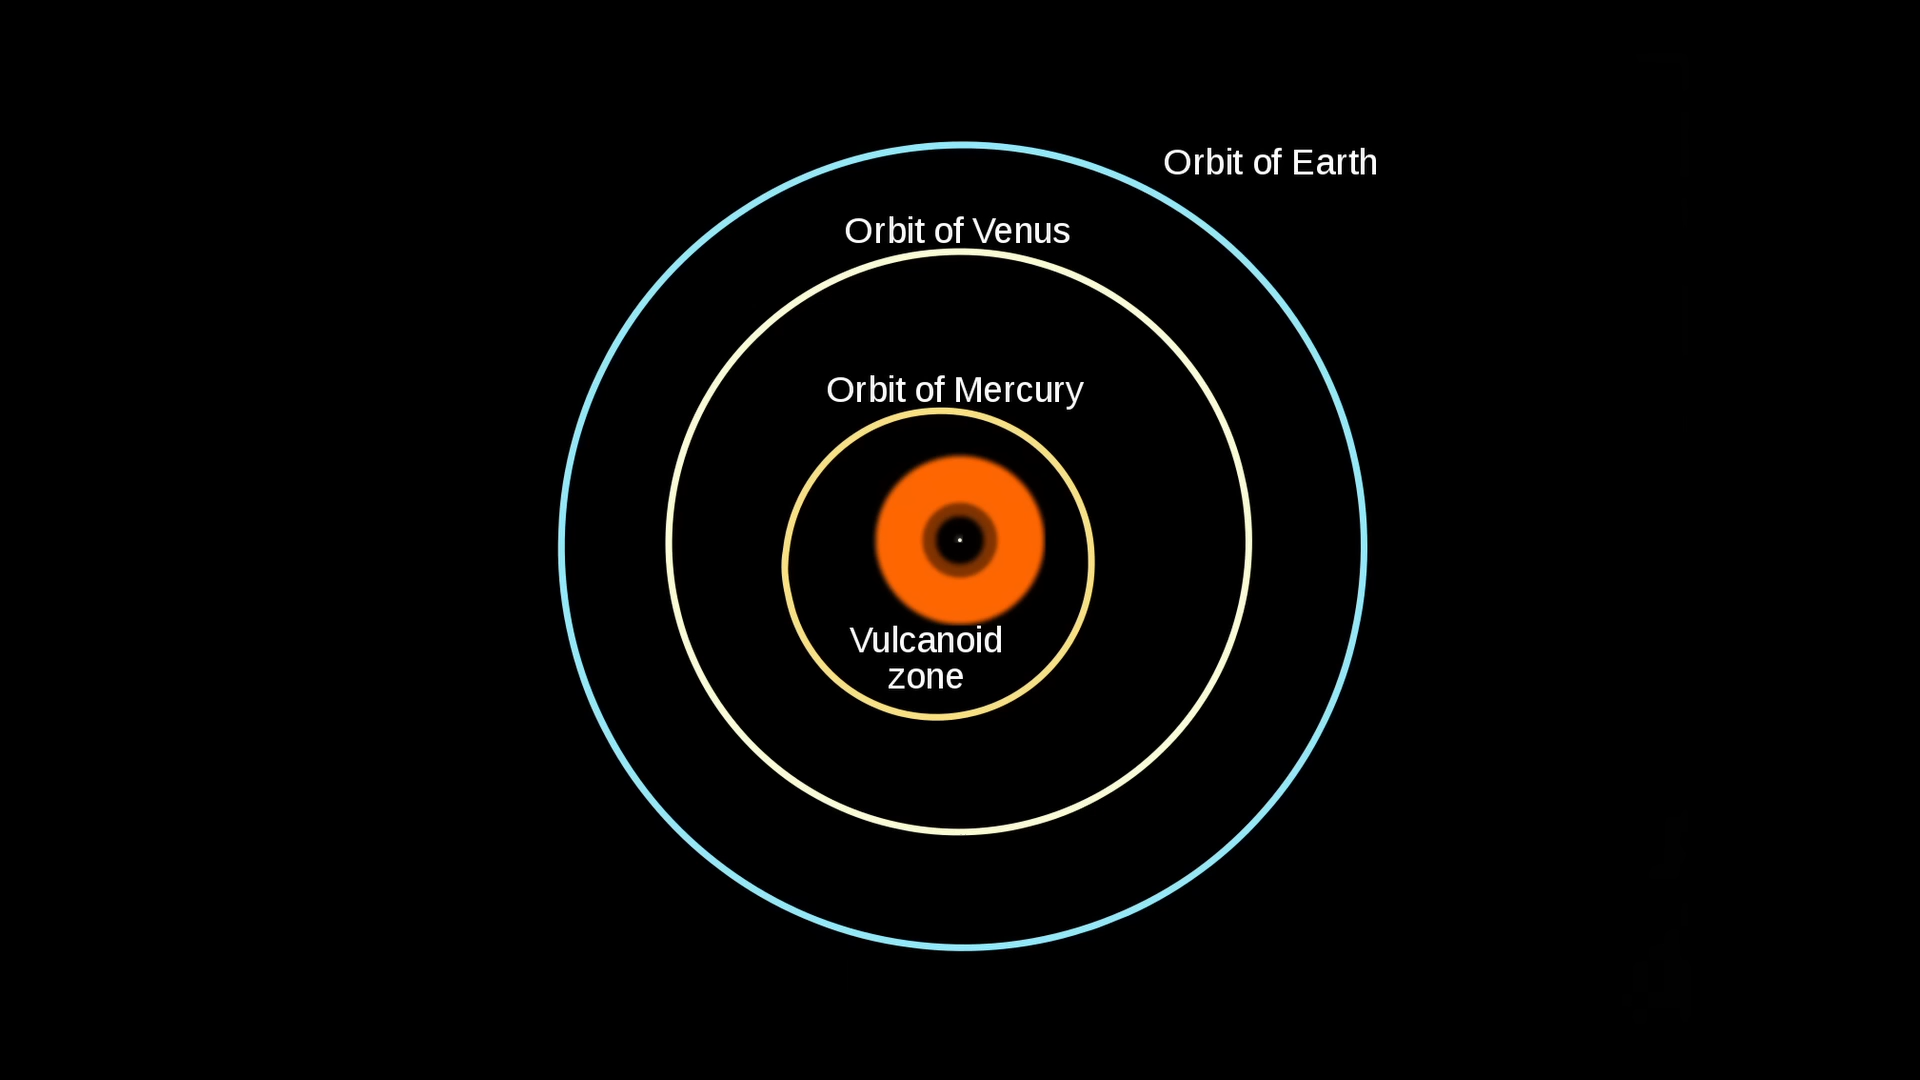 Orbit of Earth
Orbit of Venus
Orbit of Mercury
Vulcanoid
zone